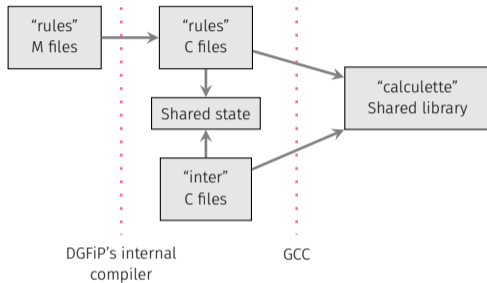 “rules”
M files
“rules”
C files
“calculette”
Shared library
Shared state
“inter”
C files
DGFiP's internal
compiler
GCC